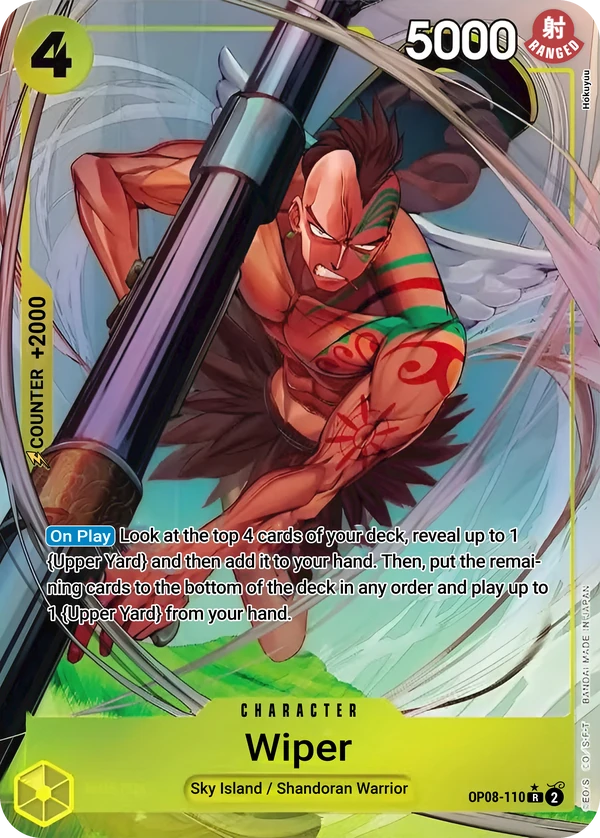 4
5000
射
RANGED
Hokuyuu
COUNTER +2000
On Play Look at the top 4 cards of your deck, reveal up to 1
{Upper Yard} and then add it to your hand. Then, put the remai-
ning cards to the bottom of the deck in any order and play up to
1 {Upper Yard} from your hand.
CHARACTER
Wiper
Sky Island / Shandoran Warrior
OP08-110 R 2
BANDAI MADE IN JAPAN